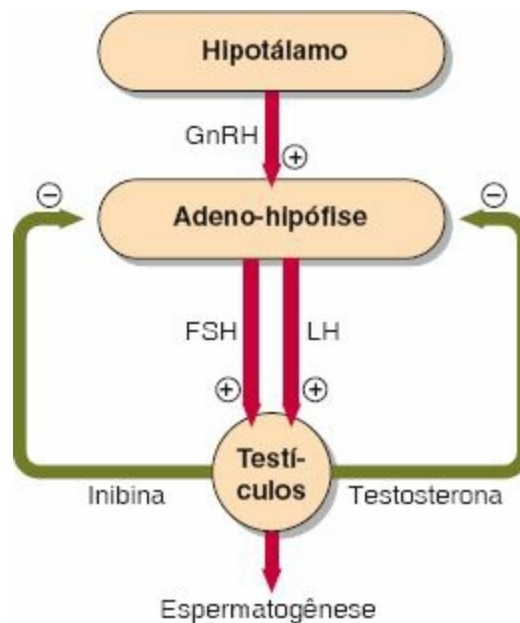 Hipotálamo
GnRH
+
−
−
Adeno-hipófise
FSH
LH
+
+
Testí-
culos
Inibina
Testosterona
Espermatogênese